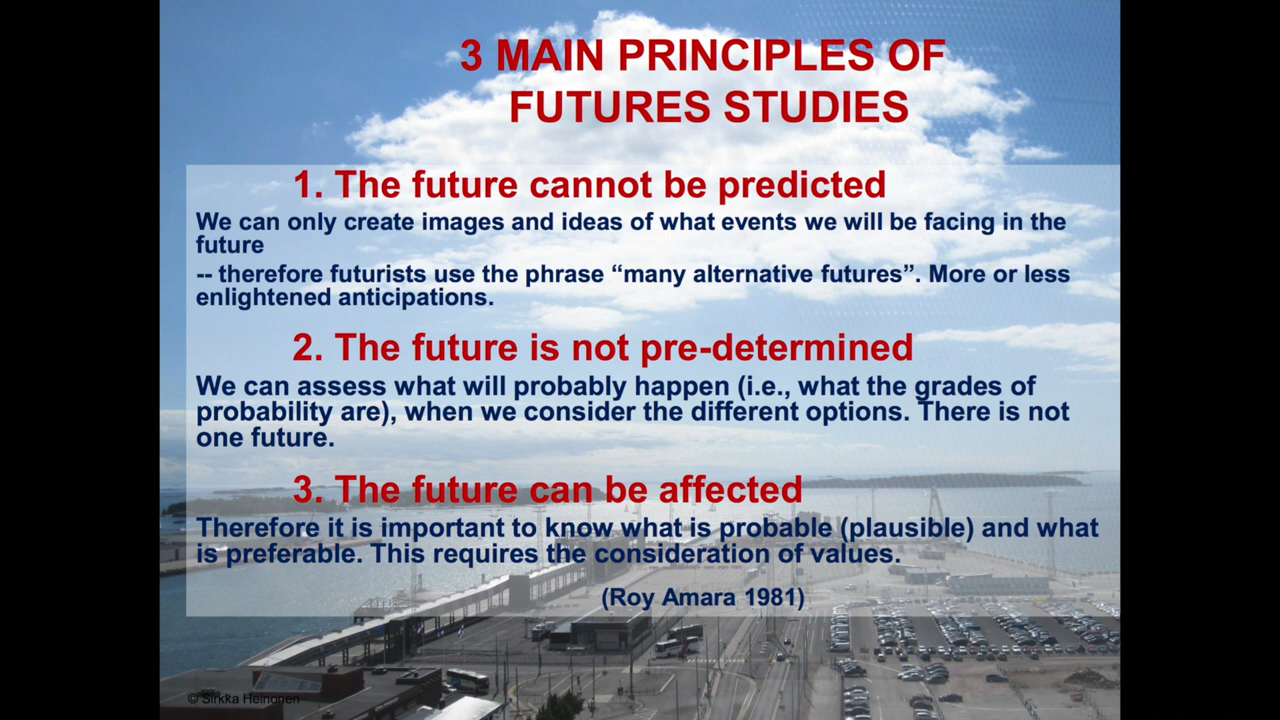 3 MAIN PRINCIPLES OF
FUTURES STUDIES
1. The future cannot be predicted
We can only create images and ideas of what events we will be facing in the
future
-- therefore futurists use the phrase “many alternative futures”. More or less
enlightened anticipations.
2. The future is not pre-determined
We can assess what will probably happen (i.e., what the grades of
probability are), when we consider the different options. There is not
one future.
3. The future can be affected
Therefore it is important to know what is probable (plausible) and what
is preferable. This requires the consideration of values.
(Roy Amara 1981)
© Sirkka Heinonen